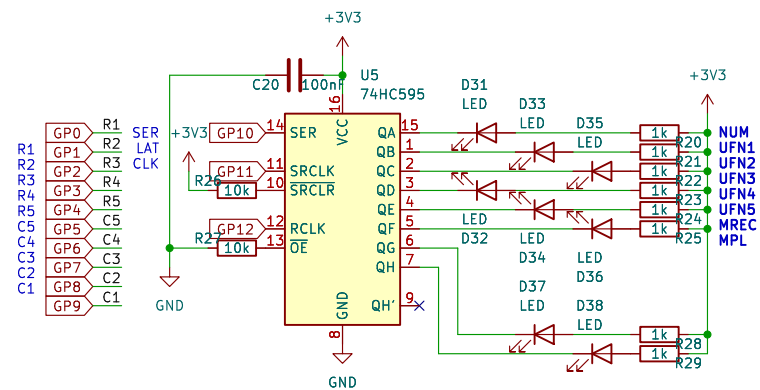 +3V3
C20
100nF
U5
74HC595
16
VCC
GP0
R1
GP1
R2
GP2
R3
GP3
R4
GP4
R5
GP5
C5
GP6
C4
GP7
C3
GP8
C2
GP9
C1
R1
R2
R3
R4
R5
C5
C4
C3
C2
C1
SER
LAT
CLK
+3V3
GP10
14
SER
GP11
11
SRCLK
R26
10k
10
SRCLR
GP12
12
RCLK
R27
10k
13
OE
GND
QA
15
QB
1
QC
2
QD
3
QE
4
QF
5
QG
6
QH
7
QH'
9
GND
8
GND
D31
LED
D33
LED
D35
LED
LED
D32
LED
D34
LED
D36
D37
LED
D38
LED
+3V3
1k
R20
1k
R21
1k
R22
1k
R23
1k
R24
1k
R25
1k
R28
1k
R29
NUM
UFN1
UFN2
UFN3
UFN4
UFN5
MREC
MPL